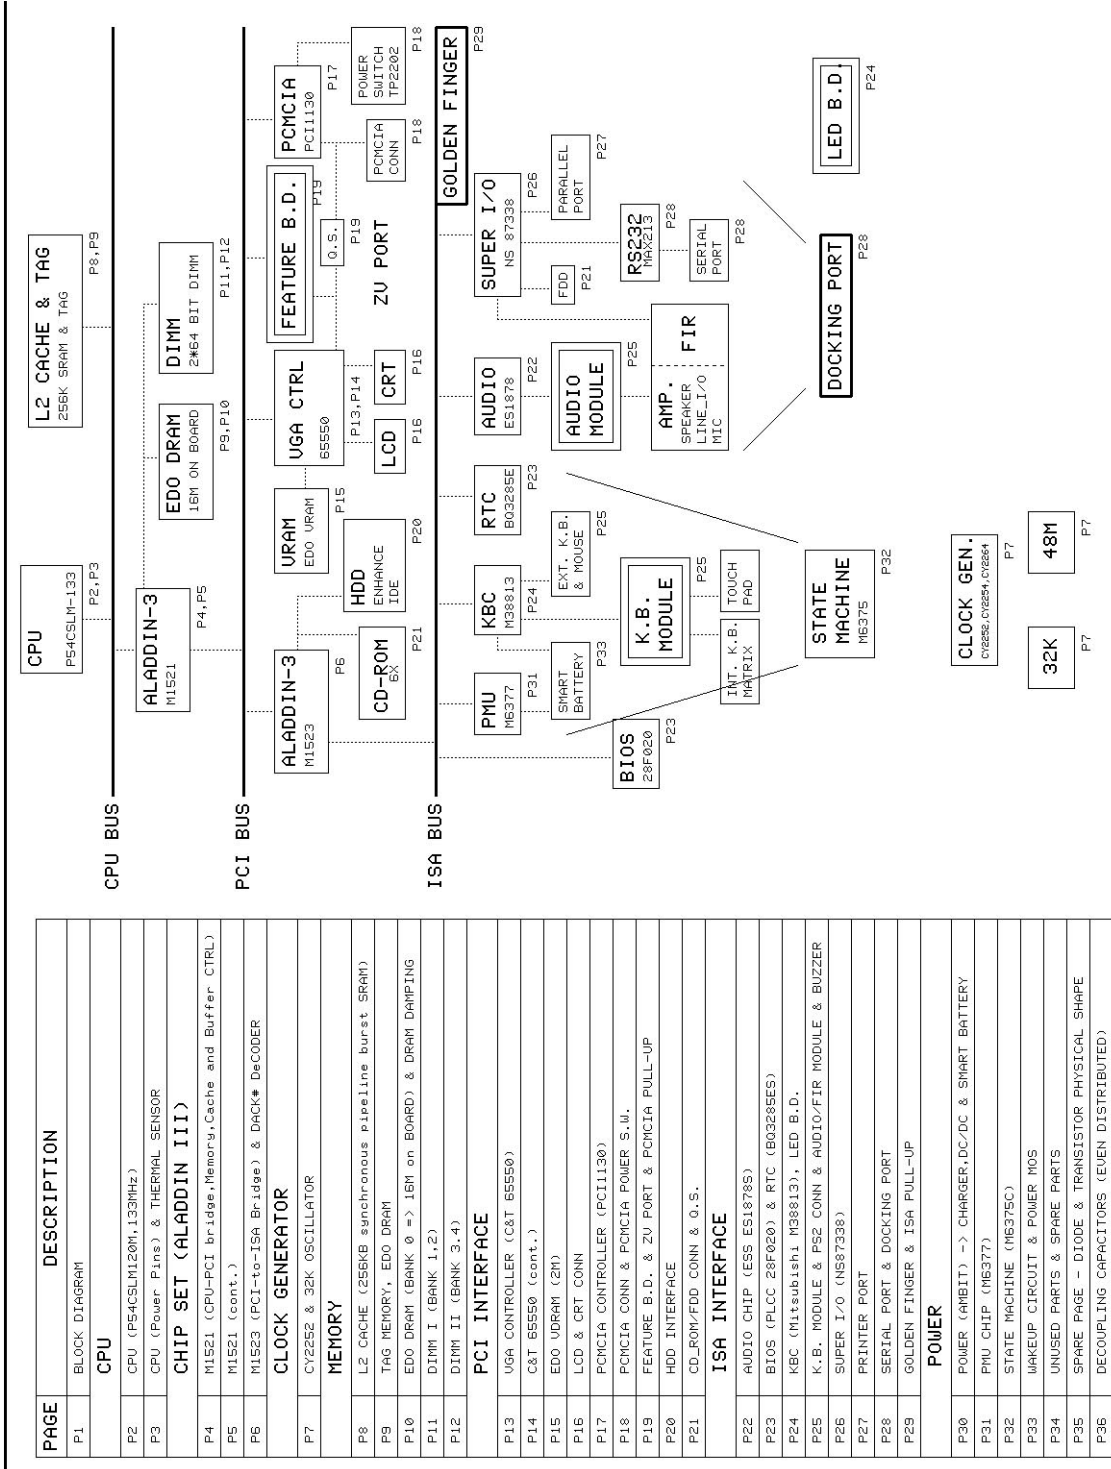 PAGE DESCRIPTION
P1 BLOCK DIAGRAM
CPU
P2 CPU (P54CSLM120M,133MHz)
P3 CPU (Power Pins) & THERMAL SENSOR
CHIP SET (ALADDIN III)
P4 M1521 (CPU-PCI bridge,Memory,Cache and Buffer CTRL)
P5 M1521 (cont.)
P6 M1523 (PCI-to-ISA Bridge) & DACK# DeCODER
CLOCK GENERATOR
P7 CY2252 & 32K OSCILLATOR
MEMORY
P8 L2 CACHE (256KB synchronous pipeline burst SRAM)
P9 TAG MEMORY, EDO DRAM
P10 EDO DRAM (BANK 0 => 16M on BOARD) & DRAM DAMPING
P11 DIMM I (BANK 1,2)
P12 DIMM II (BANK 3.4)
PCI INTERFACE
P13 VGA CONTROLLER (C&T 65550)
P14 C&T 65550 (cont.)
P15 EDO VDRAM (2M)
P16 LCD & CRT CONN
P17 PCMCIA CONTROLLER (PCI1130)
P18 PCMCIA CONN & PCMCIA POWER S.W.
P19 FEATURE B.D. & ZV PORT & PCMCIA PULL-UP
P20 HDD INTERFACE
P21 CD_ROM/FDD CONN & Q.S.
ISA INTERFACE
P22 AUDIO CHIP (ESS ES1878S)
P23 BIOS (PLCC 28F020) & RTC (BQ3285ES)
P24 KBC (Mitsubishi M38813), LED B.D.
P25 K.B. MODULE & PS2 CONN & AUDIO/FIR MODULE & BUZZER
P26 SUPER I/O (NS87338)
P27 PRINTER PORT
P28 SERIAL PORT & DOCKING PORT
P29 GOLDEN FINGER & ISA PULL-UP
POWER
P30 POWER (AMBIT) -> CHARGER,DC/DC & SMART BATTERY
P31 PMU CHIP (M6377)
P32 STATE MACHINE (M6375C)
P33 WAKEUP CIRCUIT & POWER MOS
P34 UNUSED PARTS & SPARE PARTS
P35 SPARE PAGE - DIODE & TRANSISTOR PHYSICAL SHAPE
P36 DECOUPLING CAPACITORS (EVEN DISTRIBUTED)
CPU
P54CSLM-133
P2,P3
L2 CACHE & TAG
256K SRAM & TAG
P8,P9
CPU BUS
ALADDIN-3
M1521
P4,P5
EDO DRAM
16M ON BOARD
P9,P10
DIMM
2*64 BIT DIMM
P11,P12
PCI BUS
ALADDIN-3
M1523
P6
VRAM
EDO VRAM
P15
VGA CTRL
65550
P13,P14
FEATURE B.D.
P19
PCMCIA
PCI1130
P17
CD-ROM
6X
P21
HDD
ENHANCE
IDE
P20
LCD
P16
CRT
P16
Q.S.
P19
ZV PORT
PCMCIA
CONN
P18
POWER
SWITCH
TP2202
P18
ISA BUS
GOLDEN FINGER
P29
PMU
M6377
P31
KBC
M38813
P24
RTC
BQ3285E
P23
AUDIO
ES1878
P22
SUPER I/O
NS 87338
P26
SMART
BATTERY
P33
EXT. K.B.
& MOUSE
P25
AUDIO
MODULE
P25
FDD
P21
PARALLEL
PORT
P27
BIOS
28F020
P23
K.B.
MODULE
P25
AMP.
SPEAKER
LINE_I/O
MIC
FIR
RS232
MAX213
P28
SERIAL
PORT
P28
INT. K.B.
MATRIX
TOUCH
PAD
STATE
MACHINE
M6375
P32
DOCKING PORT
P28
LED B.D.
P24
CLOCK GEN.
CY2252,CY2254,CY2264
P7
32K
P7
48M
P7